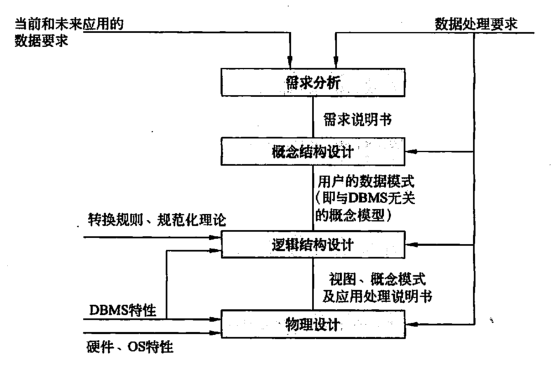 当前和未来应用的
数据要求
数据处理要求
需求分析
需求说明书
概念结构设计
用户的数据模式
(即与DBMS无关
的概念模型)
转换规则、规范化理论
逻辑结构设计
视图、概念模式
及应用处理说明书
DBMS特性
物理设计
硬件、OS特性